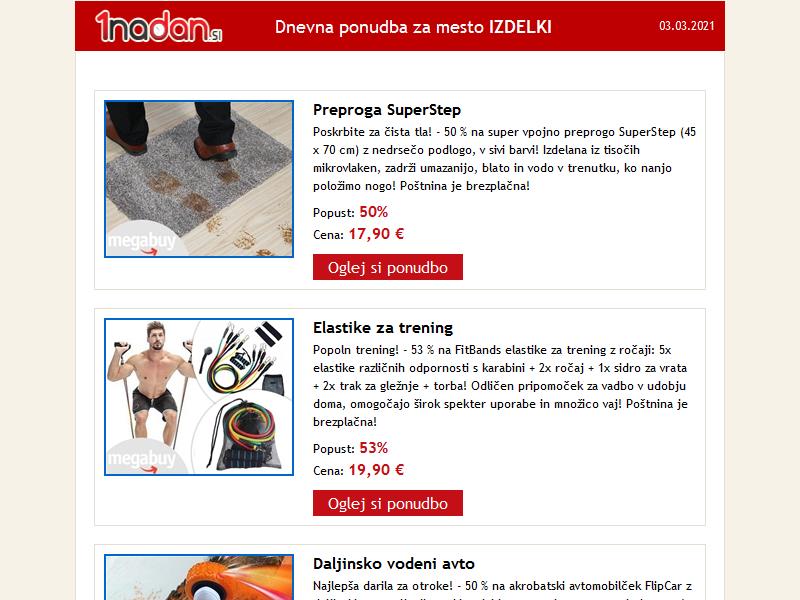 1nadan.si
Dnevna ponudba za mesto IZDELKI
03.03.2021
Preproga SuperStep
Poskrbite za čista tla! - 50 % na super vpojno preprogo SuperStep (45
x 70 cm) z nedrsečo podlogo, v sivi barvi! Izdelana iz tisočih
mikrovlaken, zadrži umazanijo, blato in vodo v trenutku, ko nanjo
položimo nogo! Poštnina je brezplačna!
Popust: 50%
Cena: 17,90 €
Oglej si ponudbo
megabuy
Elastike za trening
Popoln trening! - 53 % na FitBands elastike za trening z ročaji: 5x
elastike različnih odpornosti s karabini + 2x ročaj + 1x sidro za vrata
+ 2x trak za gležnje + torba! Odličen pripomoček za vadbo v udobju
doma, omogočajo širok spekter uporabe in množico vaj! Poštnina je
brezplačna!
Popust: 53%
Cena: 19,90 €
Oglej si ponudbo
megabuy
Daljinsko vodeni avto
Najlepša darila za otroke! - 50 % na akrobatski avtomobilček FlipCar z